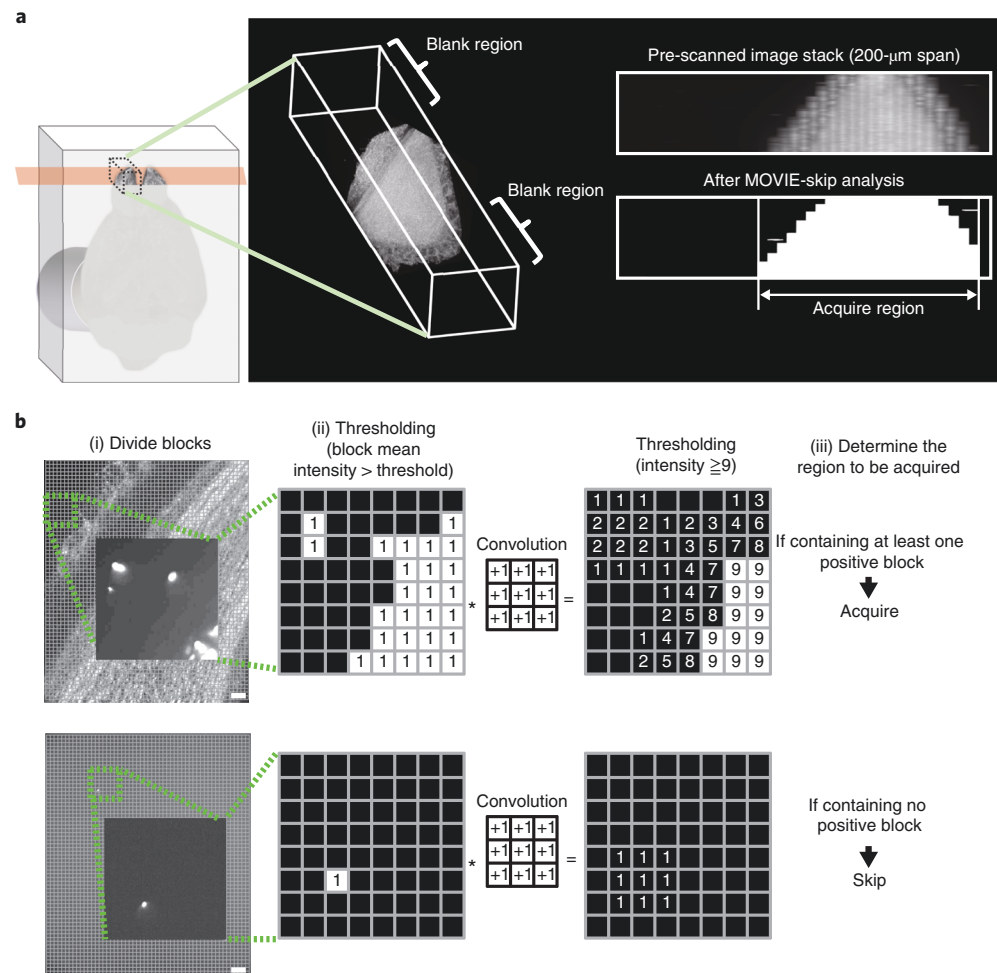 a
Blank region
Blank region
Pre-scanned image stack (200-μm span)
After MOVIE-skip analysis
Acquire region
b
(i) Divide blocks
(ii) Thresholding
(block mean
intensity > threshold)
Thresholding
(intensity ≧9)
(iii) Determine the
region to be acquired
1 1
1 1 1 1 1
1 1 1
1 1 1
1 1 1 1
1 1 1 1
1 1 1 1 1
*
Convolution
+1 +1 +1
+1 +1 +1
+1 +1 +1
=
1 1 1 1 3
2 2 2 1 2 3 4 6
2 2 2 1 3 5 7 8
1 1 1 1 4 7 9 9
1 4 7 9 9
2 5 8 9 9
1 4 7 9 9 9
2 5 8 9 9 9
If containing at least one
positive block
Acquire
1
*
Convolution
+1 +1 +1
+1 +1 +1
+1 +1 +1
=
1 1 1
1 1 1
1 1 1
If containing no
positive block
Skip